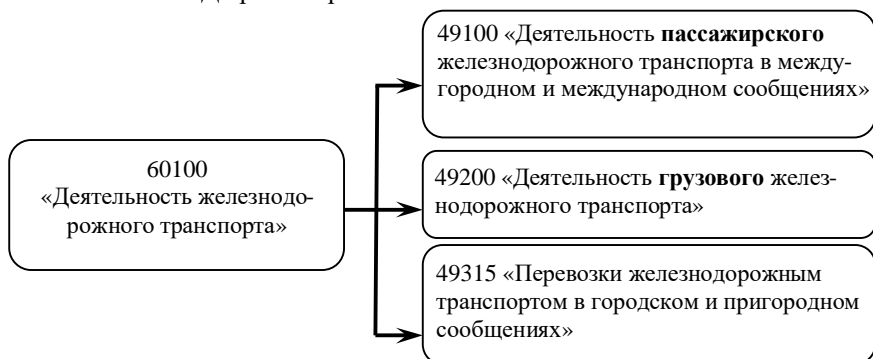 49100 «Деятельность пассажирского
железнодорожного транспорта в между-
городном и международном сообщениях»
60100
«Деятельность железнодо-
рожного транспорта»
49200 «Деятельность грузового желез-
нодорожного транспорта»
49315 «Перевозки железнодорожным
транспортом в городском и пригородном
сообщениях»